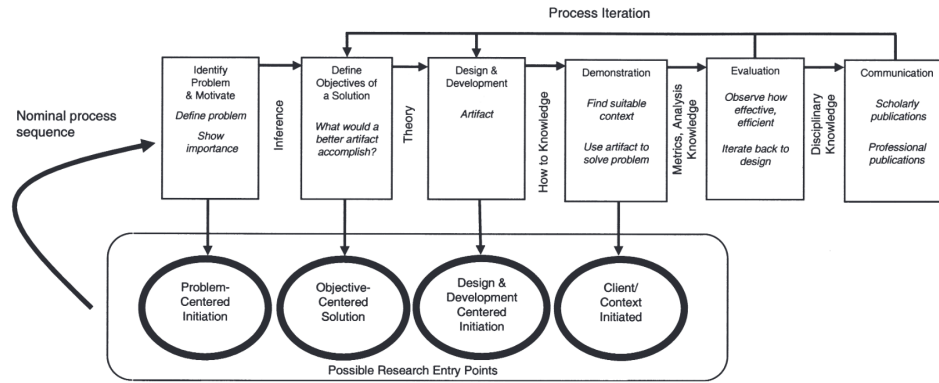 Process Iteration
Nominal process
sequence
Identify
Problem
& Motivate
Define problem
Show
importance
Inference
Define
Objectives of
a Solution
What would a
better artifact
accomplish?
Theory
Design &
Development
Artifact
How to Knowledge
Demonstration
Find suitable
context
Use artifact to
solve problem
Metrics, Analysis
Knowledge
Evaluation
Observe how
effective,
efficient
Iterate back to
design
Disciplinary
Knowledge
Communication
Scholarly
publications
Professional
publications
Problem-
Centered
Initiation
Objective-
Centered
Solution
Design &
Development
Centered
Initiation
Client/
Context
Initiated
Possible Research Entry Points